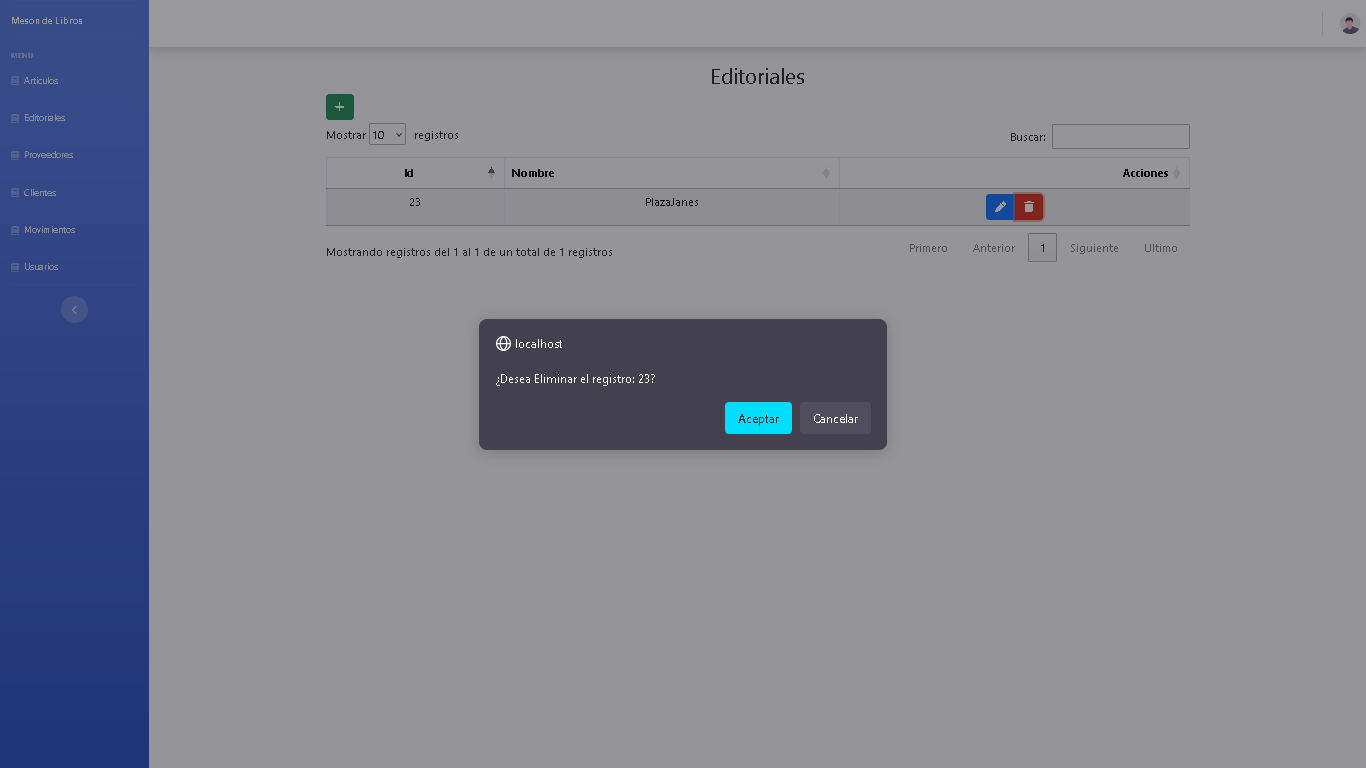 Meson de Libros
MENU
Articulos
Editoriales
Proveedores
Clientes
Movimientos
Usuarios
Editoriales
+
Mostrar 10 registros
Buscar:
Id Nombre Acciones
23 PlazaJanes
Mostrando registros del 1 al 1 de un total de 1 registros
Primero Anterior 1 Siguiente Ultimo
localhost
¿Desea Eliminar el registro: 23?
Aceptar Cancelar